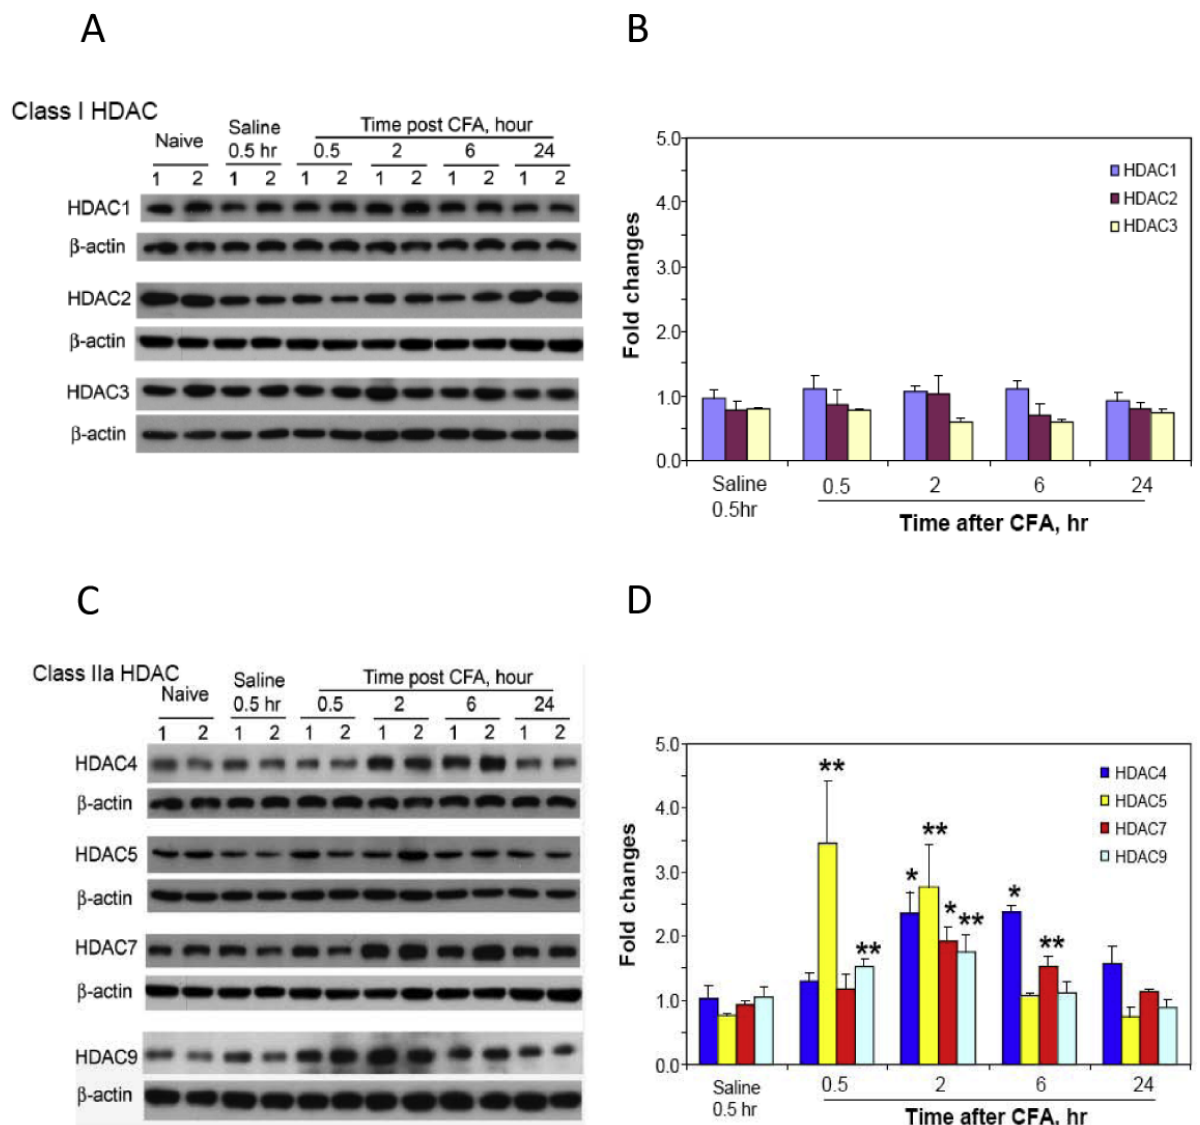 A
Class I HDAC
Naive
Saline
0.5 hr
Time post CFA, hour
0.5 2 6 24
1 2 1 2 1 2 1 2 1 2 1 2
HDAC1
β-actin
HDAC2
β-actin
HDAC3
β-actin
B
5.0
4.0
3.0
2.0
1.0
0.0
Fold changes
HDAC1
HDAC2
HDAC3
Saline
0.5hr
0.5 2 6 24
Time after CFA, hr
C
Class IIa HDAC
Naive
Saline
0.5 hr
Time post CFA, hour
0.5 2 6 24
1 2 1 2 1 2 1 2 1 2 1 2
HDAC4
β-actin
HDAC5
β-actin
HDAC7
β-actin
HDAC9
β-actin
D
5.0
4.0
3.0
2.0
1.0
0.0
Fold changes
HDAC4
HDAC5
HDAC7
HDAC9
**
**
*
**
*
**
*
**
Saline
0.5 hr
0.5 2 6 24
Time after CFA, hr